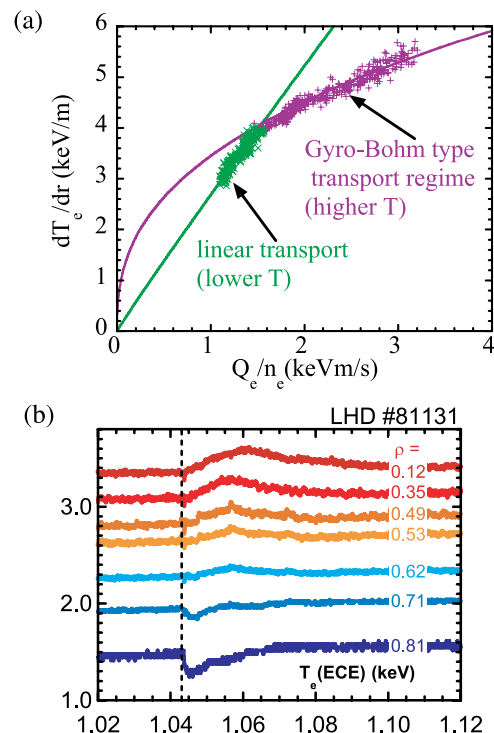 (a)
6
5
4
3
2
1
0
dT_e/dr (keV/m)
Gyro-Bohm type
transport regime
(higher T)
linear transport
(lower T)
0 1 2 3 4
Q_e/n_e(keVm/s)
(b)
LHD #81131
ρ =
0.12
0.35
0.49
0.53
0.62
0.71
0.81
3.0
2.0
1.0
T_e(ECE) (keV)
1.02 1.04 1.06 1.08 1.10 1.12